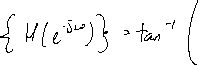 { H(e^{-jω}) } = tan^{-1} (